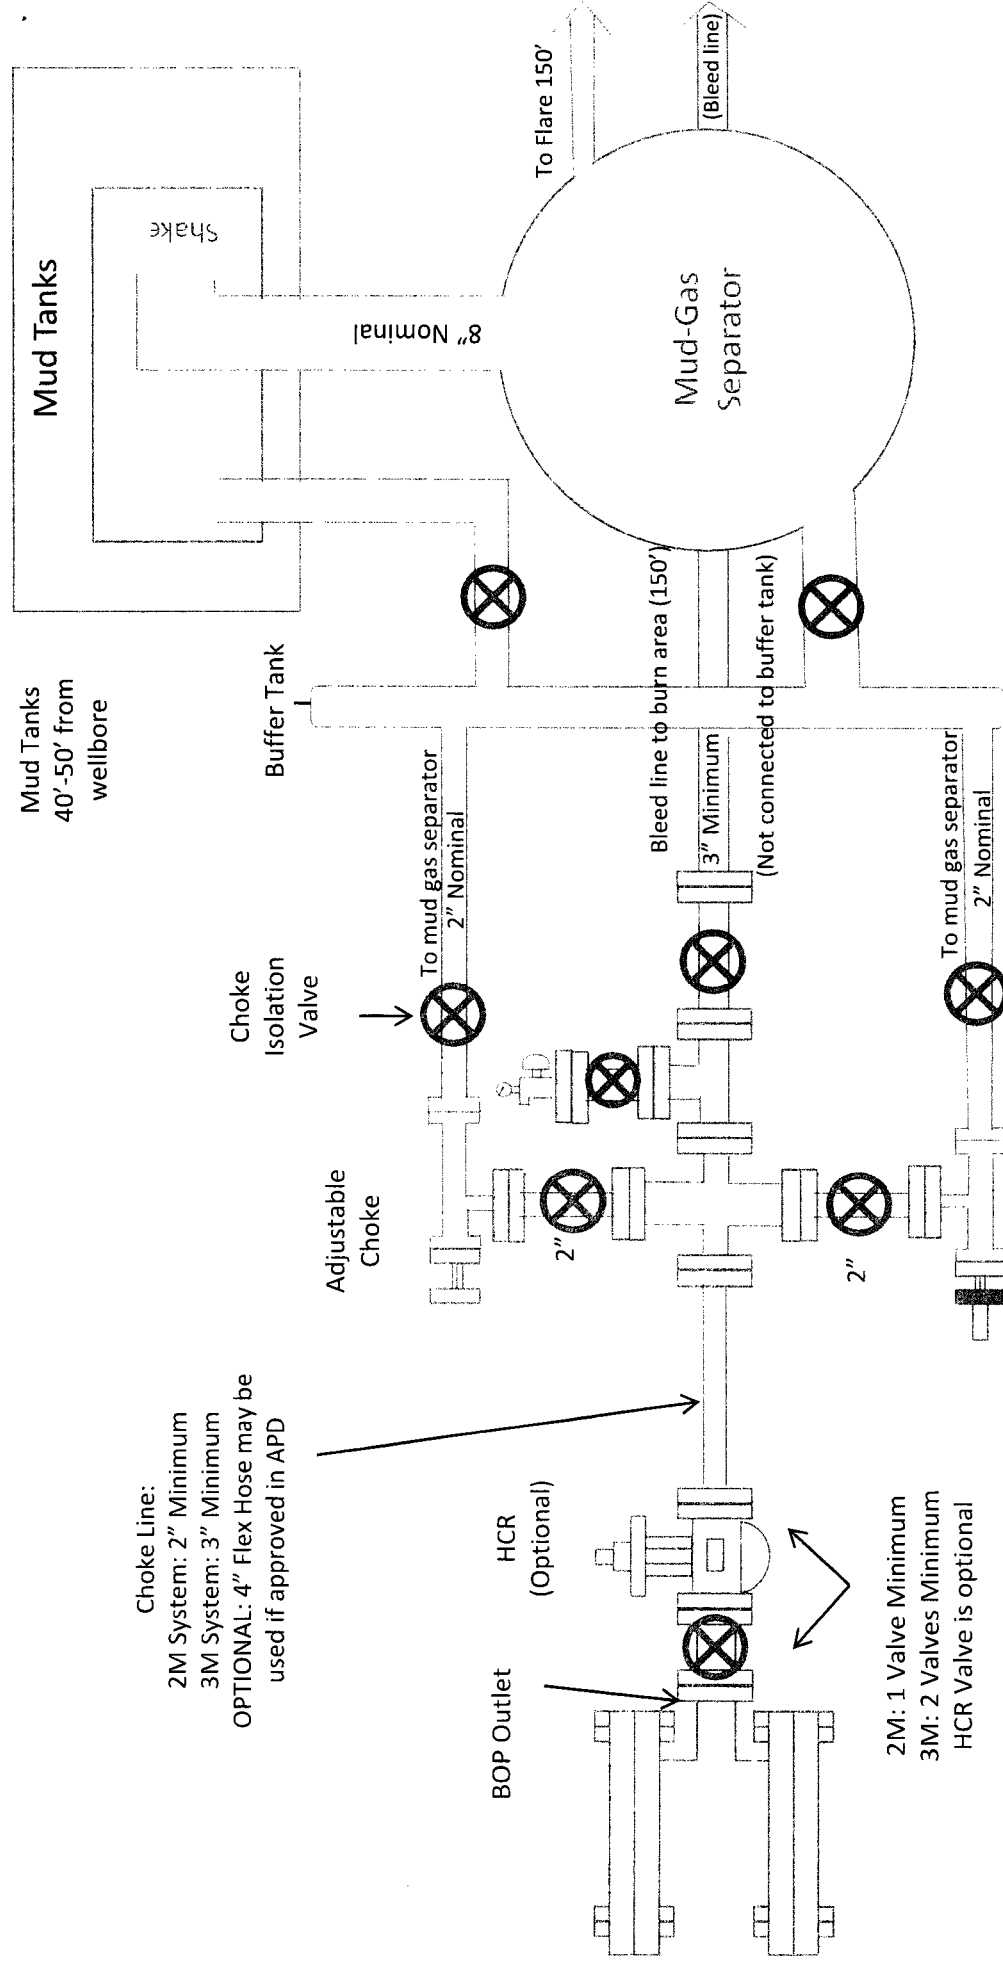 Mud Tanks
Shake
8" Nominal
To Flare 150'
(Bleed line)
Mud-Gas
Separator
Mud Tanks
40'-50' from
wellbore
Buffer Tank
To mud gas separator
2" Nominal
Bleed line to burn area (150')
3" Minimum
(Not connected to buffer tank)
To mud gas separator
2" Nominal
Choke
Isolation
Valve
Adjustable
Choke
2"
2"
Choke Line:
2M System: 2" Minimum
3M System: 3" Minimum
OPTIONAL: 4" Flex Hose may be
used if approved in APD
HCR
(Optional)
BOP Outlet
2M: 1 Valve Minimum
3M: 2 Valves Minimum
HCR Valve is optional